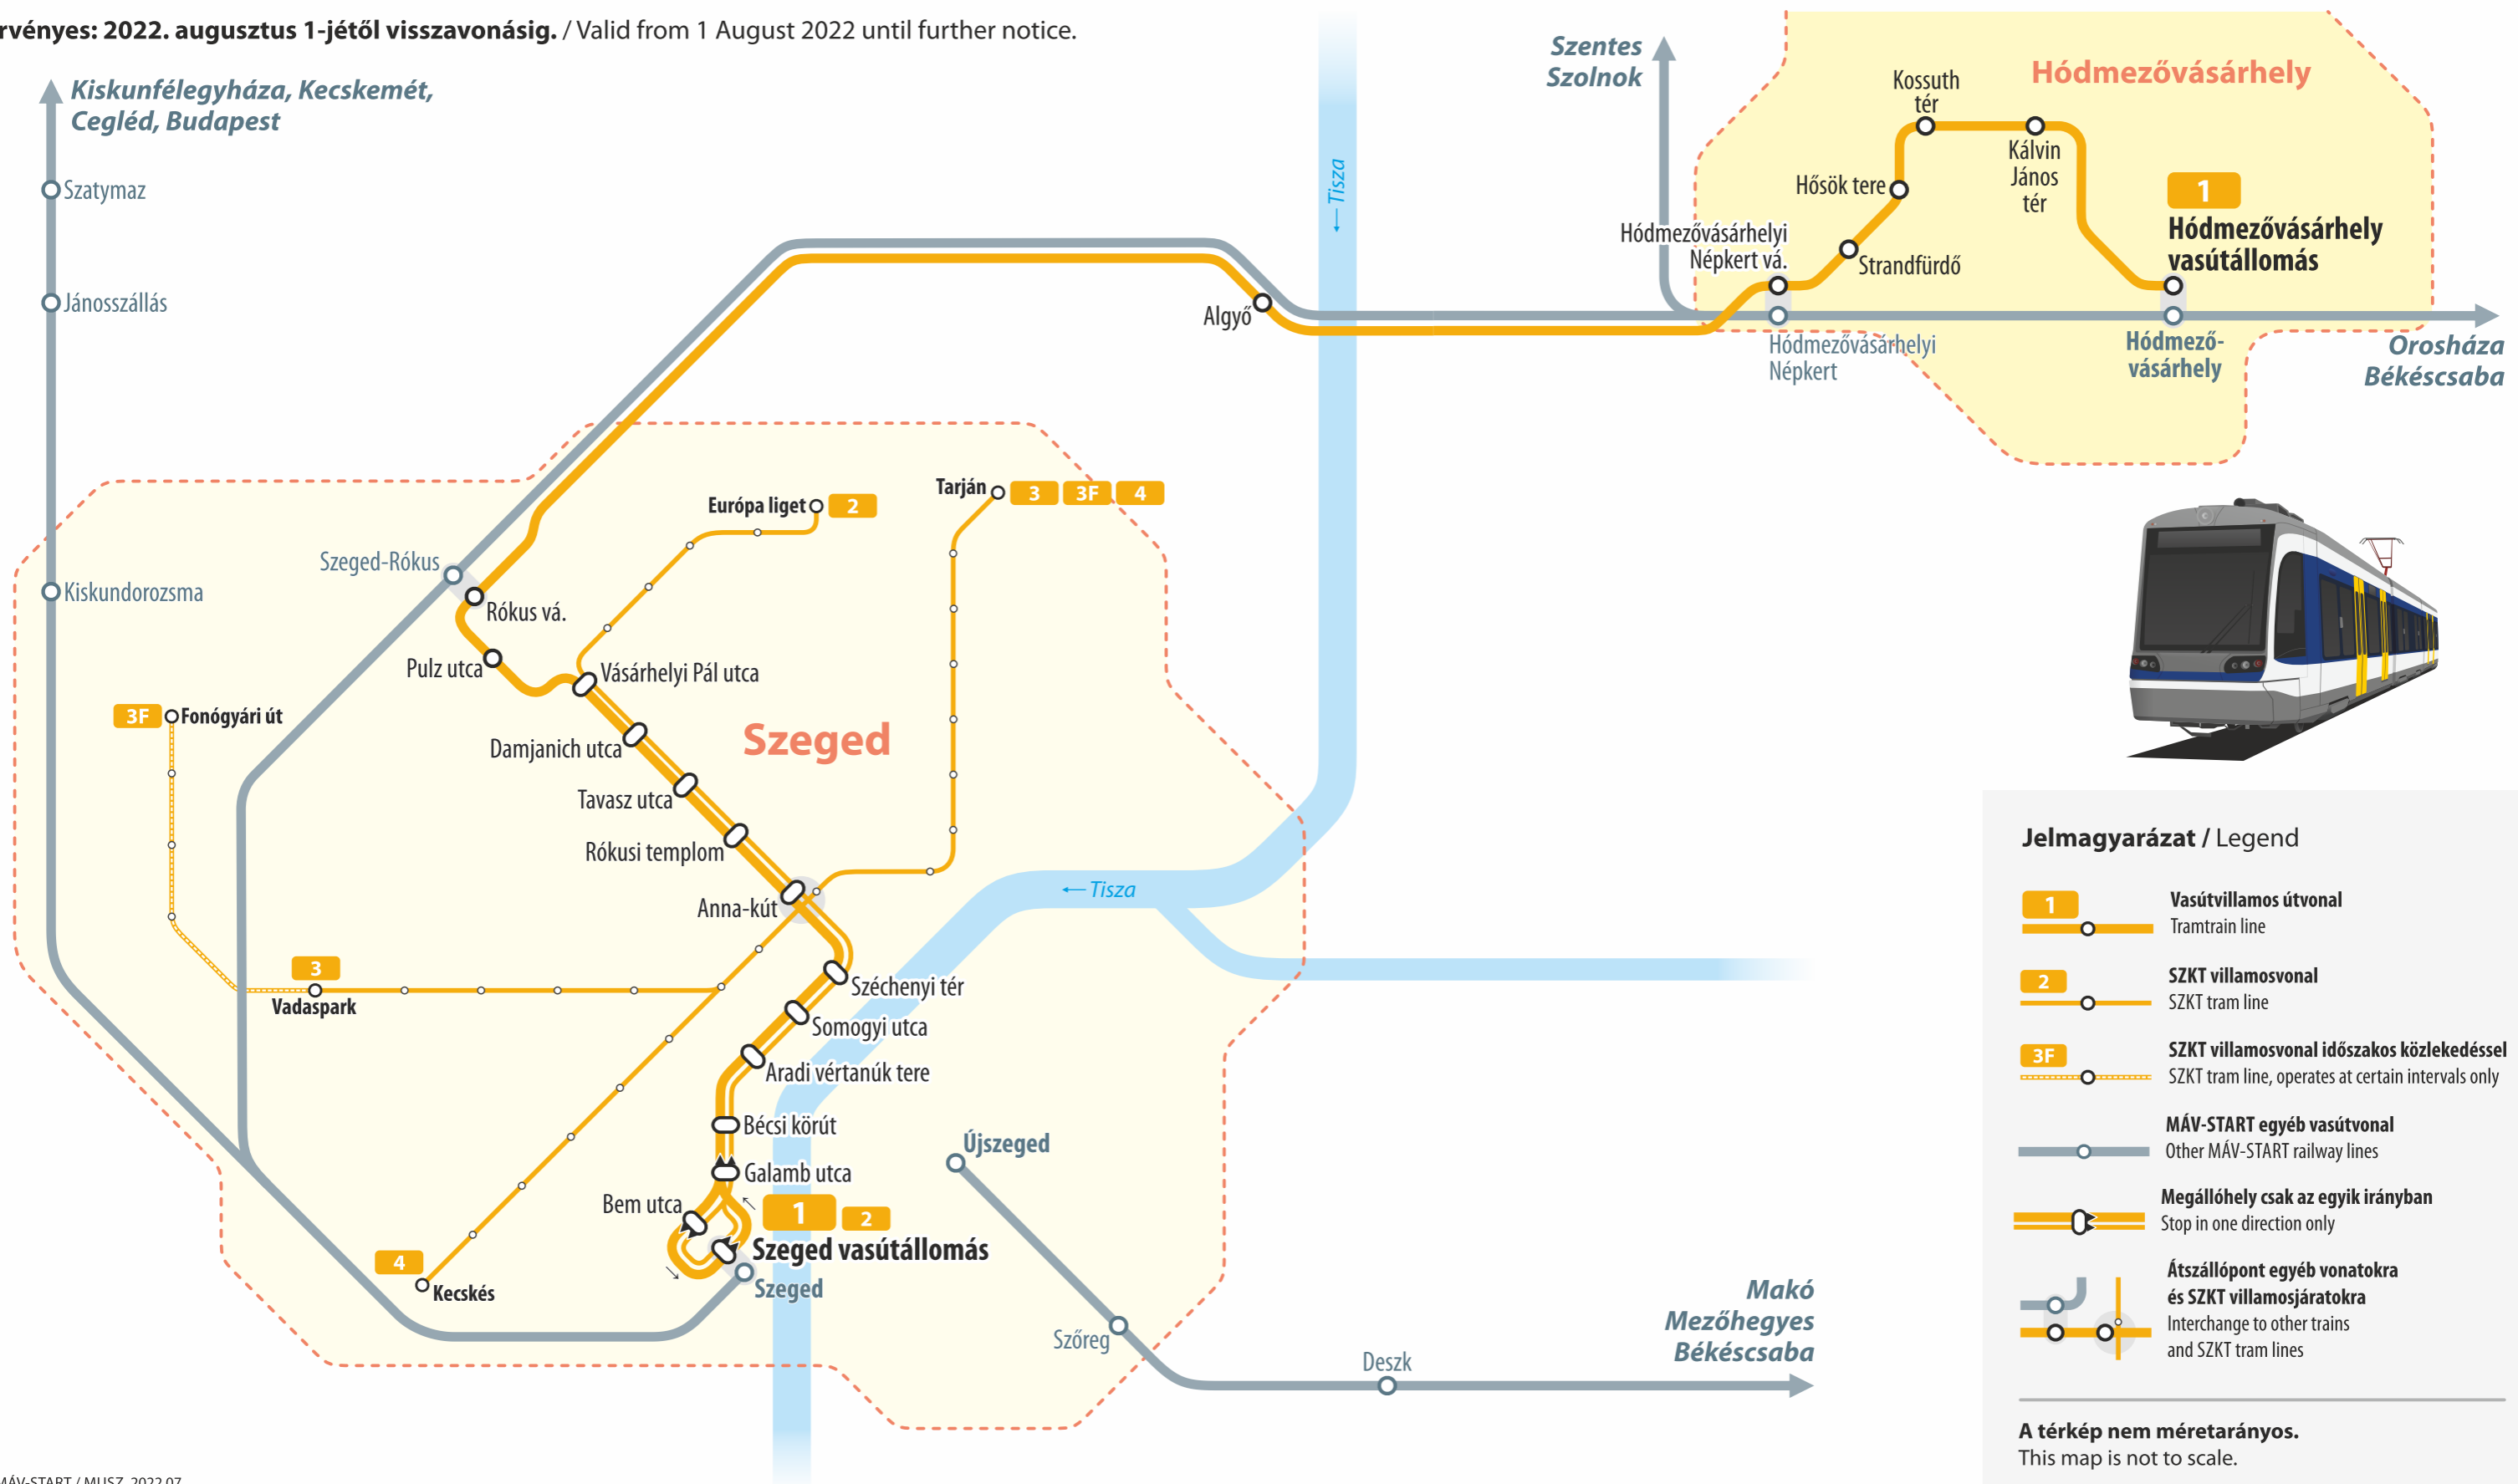 rvényes: 2022. augusztus 1-jétől visszavonásig. / Valid from 1 August 2022 until further notice.
Kiskunfélegyháza, Kecskemét,
Cegléd, Budapest
Szatymaz
Jánosszállás
Kiskundorozsma
Szentes
Szolnok
Hódmezővásárhely
Kossuth
tér
Kálvin
János
tér
Hősök tere
Strandfürdő
Hódmezővásárhelyi
Népkert vá.
1
Hódmezővásárhely
vasútállomás
Hódmezővásárhelyi
Népkert
Hódmező-
vásárhely
Orosháza
Békéscsaba
← Tisza
Algyő
Szeged-Rókus
Rókus vá.
Pulz utca
Európa liget
2
Tarján
3 3F 4
Vásárhelyi Pál utca
3F
Fonógyári út
Damjanich utca
Szeged
Tavasz utca
Rókusi templom
Anna-kút
← Tisza
3
Vadaspark
Széchenyi tér
Somogyi utca
Aradi vértanúk tere
Bécsi körút
Galamb utca
Bem utca
1 2
Szeged vasútállomás
Szeged
4
Kecskés
Újszeged
Szőreg
Deszk
Makó
Mezőhegyes
Békéscsaba
Jelmagyarázat / Legend
1
Vasútvillamos útvonal
Tramtrain line
2
SZKT villamosvonal
SZKT tram line
3F
SZKT villamosvonal időszakos közlekedéssel
SZKT tram line, operates at certain intervals only
MÁV-START egyéb vasútvonal
Other MÁV-START railway lines
Megállóhely csak az egyik irányban
Stop in one direction only
Átszállópont egyéb vonatokra
és SZKT villamosjáratokra
Interchange to other trains
and SZKT tram lines
A térkép nem méretarányos.
This map is not to scale.
MÁV-START / MUSZ, 2022.07.